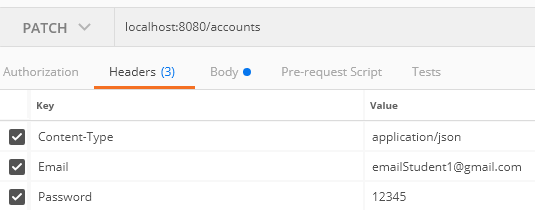 PATCH localhost:8080/accounts
Authorization Headers (3) Body Pre-request Script Tests
Key Value
Content-Type application/json
Email emailStudent1@gmail.com
Password 12345